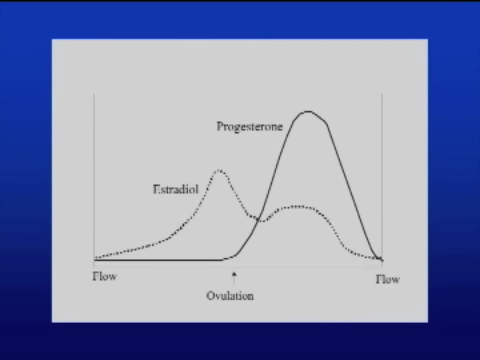 Progesterone
Estradiol
Flow
Flow
Ovulation